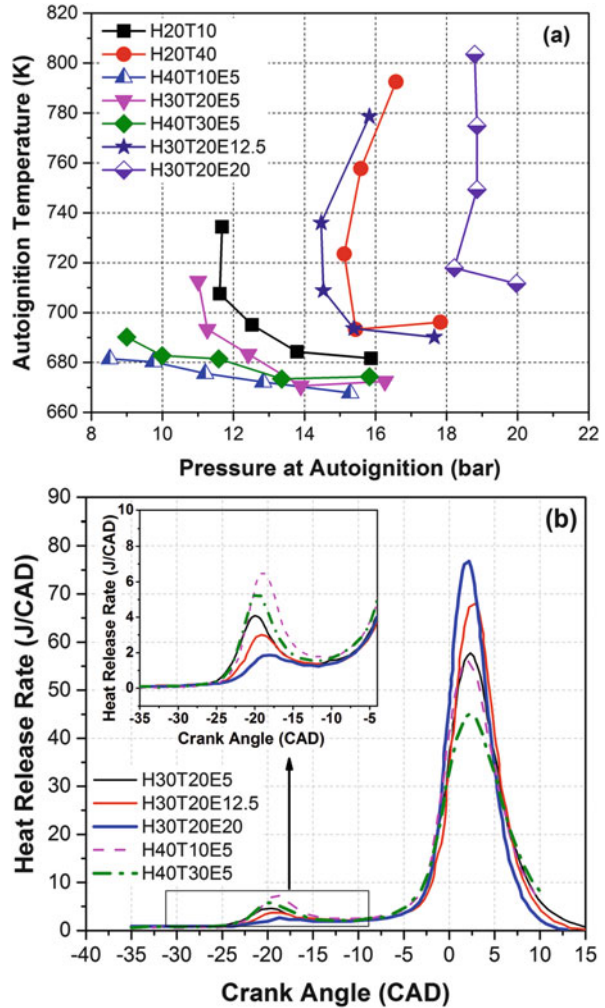 820
(a)
800
780
760
740
720
700
680
660
Autoignition Temperature (K)
H20T10
H20T40
H40T10E5
H30T20E5
H40T30E5
H30T20E12.5
H30T20E20
8 10 12 14 16 18 20 22
Pressure at Autoignition (bar)
90
(b)
80
70
60
50
40
30
20
10
0
Heat Release Rate (J/CAD)
10
8
6
4
2
0
Heat Release Rate (J/CAD)
-35 -30 -25 -20 -15 -10 -5
Crank Angle (CAD)
H30T20E5
H30T20E12.5
H30T20E20
H40T10E5
H40T30E5
-40 -35 -30 -25 -20 -15 -10 -5 0 5 10 15
Crank Angle (CAD)